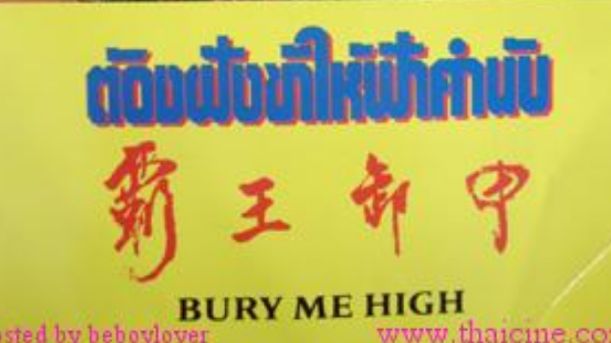 ต้องฝังข้าให้ฟ้าคำนับ
霸王卸甲
BURY ME HIGH
osted by beboylover
www.thaicine.co